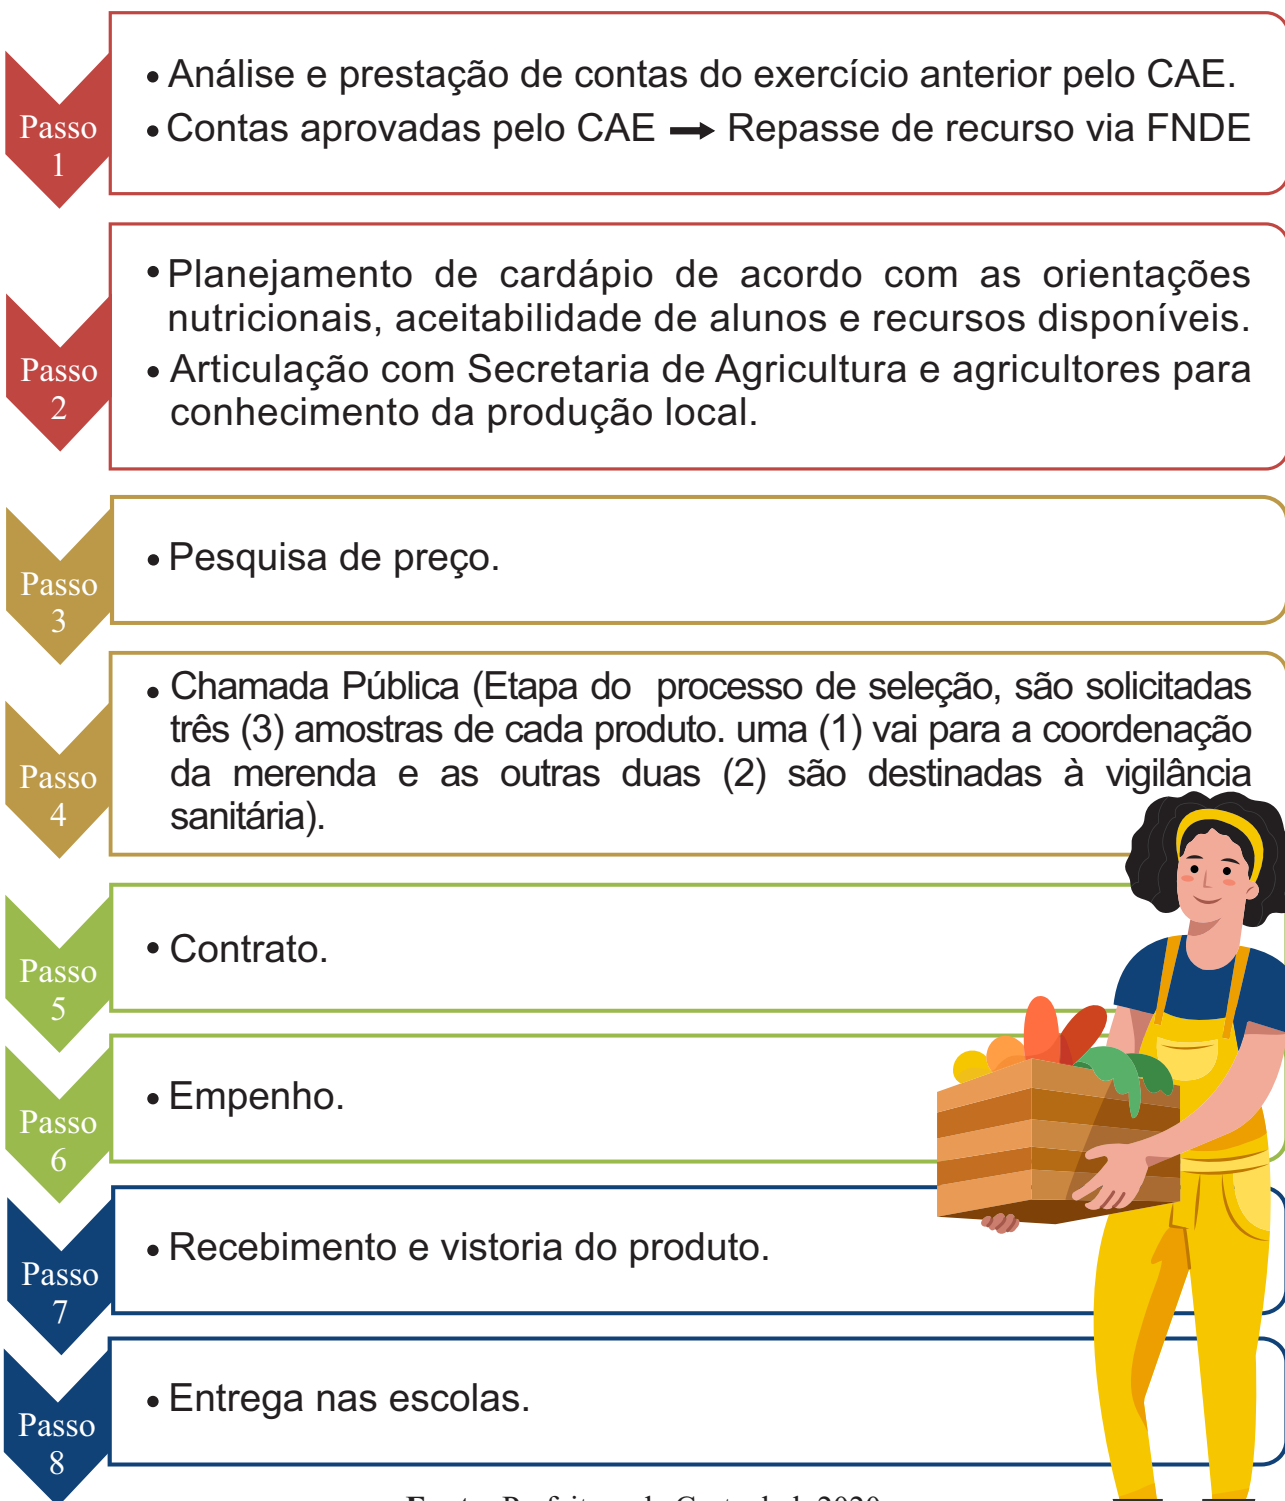 Passo
1
• Análise e prestação de contas do exercício anterior pelo CAE.
• Contas aprovadas pelo CAE → Repasse de recurso via FNDE
Passo
2
• Planejamento de cardápio de acordo com as orientações
nutricionais, aceitabilidade de alunos e recursos disponíveis.
• Articulação com Secretaria de Agricultura e agricultores para
conhecimento da produção local.
Passo
3
• Pesquisa de preço.
Passo
4
• Chamada Pública (Etapa do processo de seleção, são solicitadas
três (3) amostras de cada produto. uma (1) vai para a coordenação
da merenda e as outras duas (2) são destinadas à vigilância
sanitária).
Passo
5
• Contrato.
Passo
6
• Empenho.
Passo
7
• Recebimento e vistoria do produto.
Passo
8
• Entrega nas escolas.